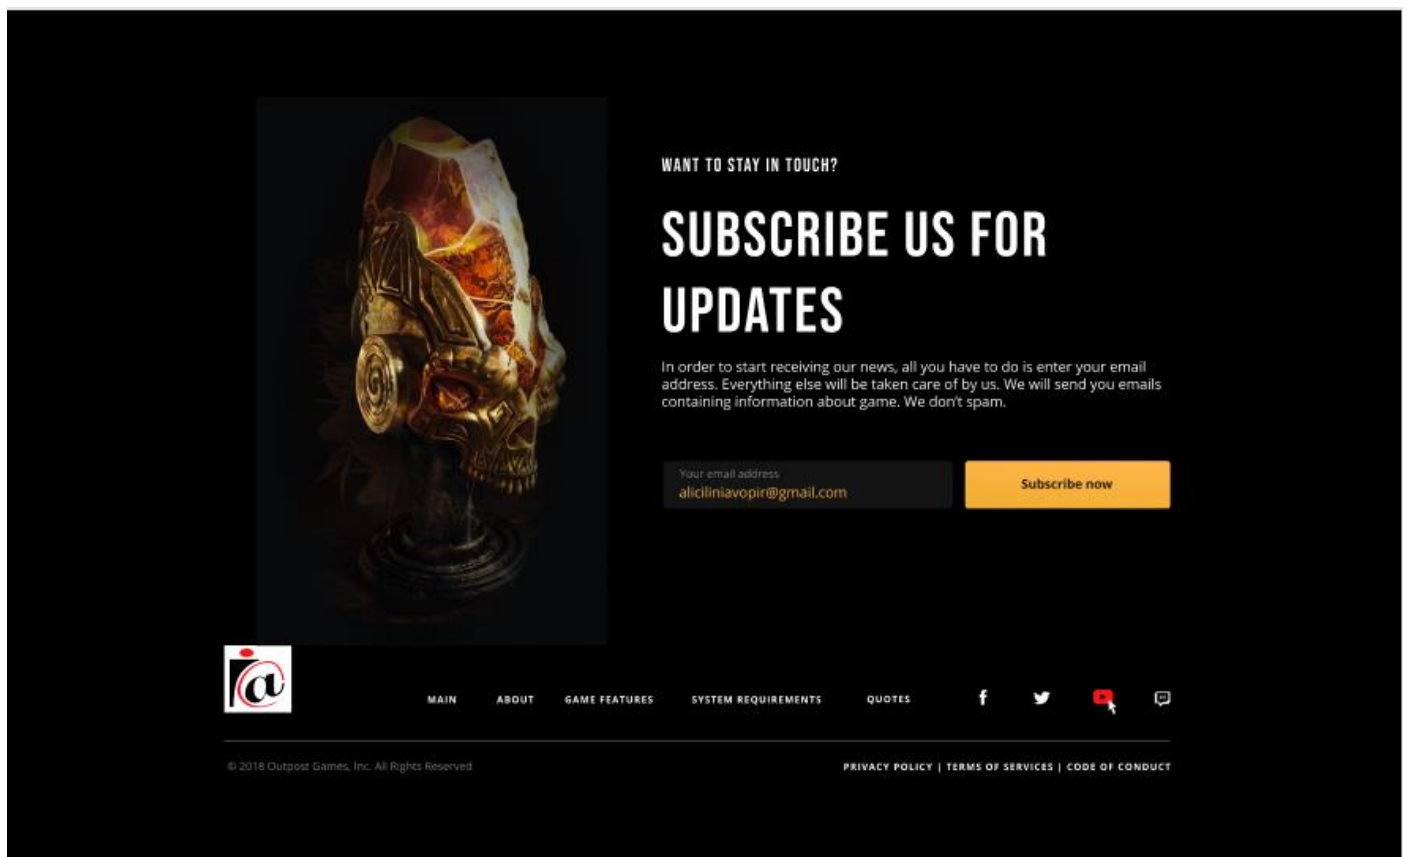 WANT TO STAY IN TOUCH?
SUBSCRIBE US FOR
UPDATES
In order to start receiving our news, all you have to do is enter your email
address. Everything else will be taken care of by us. We will send you emails
containing information about game. We don't spam.
Your email address
aliciliniavopir@gmail.com
Subscribe now
MAIN ABOUT GAME FEATURES SYSTEM REQUIREMENTS QUOTES
© 2018 Outpost Games, Inc. All Rights Reserved
PRIVACY POLICY | TERMS OF SERVICES | CODE OF CONDUCT